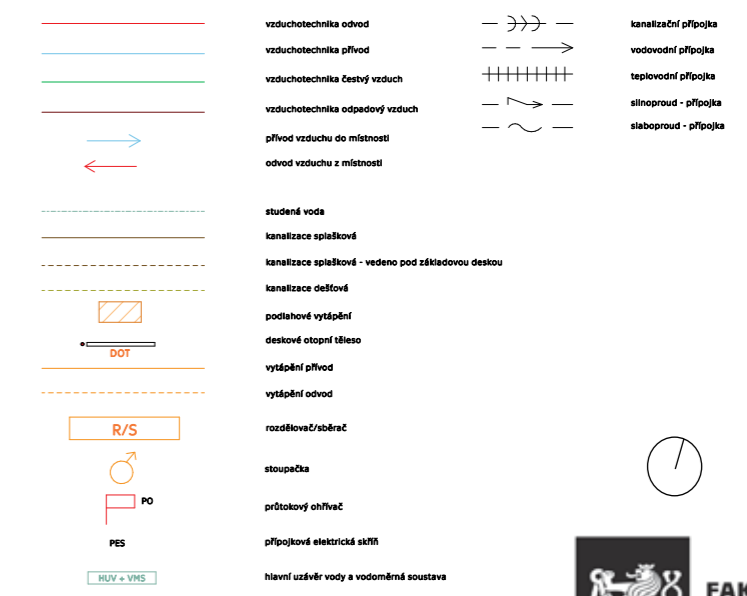 vzduchotechnika odvod
vzduchotechnika přívod
vzduchotechnika čestvý vzduch
vzduchotechnika odpadový vzduch
přívod vzduchu do místnosti
odvod vzduchu z místnosti
kanalizační přípojka
vodovodní přípojka
teplovodní přípojka
silnoproud - přípojka
slaboproud - přípojka
studená voda
kanalizace splašková
kanalizace splašková - vedeno pod základovou deskou
kanalizace dešťová
podlahové vytápění
deskové otopní těleso
DOT
vytápění přívod
vytápění odvod
R/S
rozdělovač/sběrač
stoupačka
PO
průtokový ohřívač
PES
přípojková elektrická skříň
HUV + VMS
hlavní uzávěr vody a vodoměrná soustava
FAK